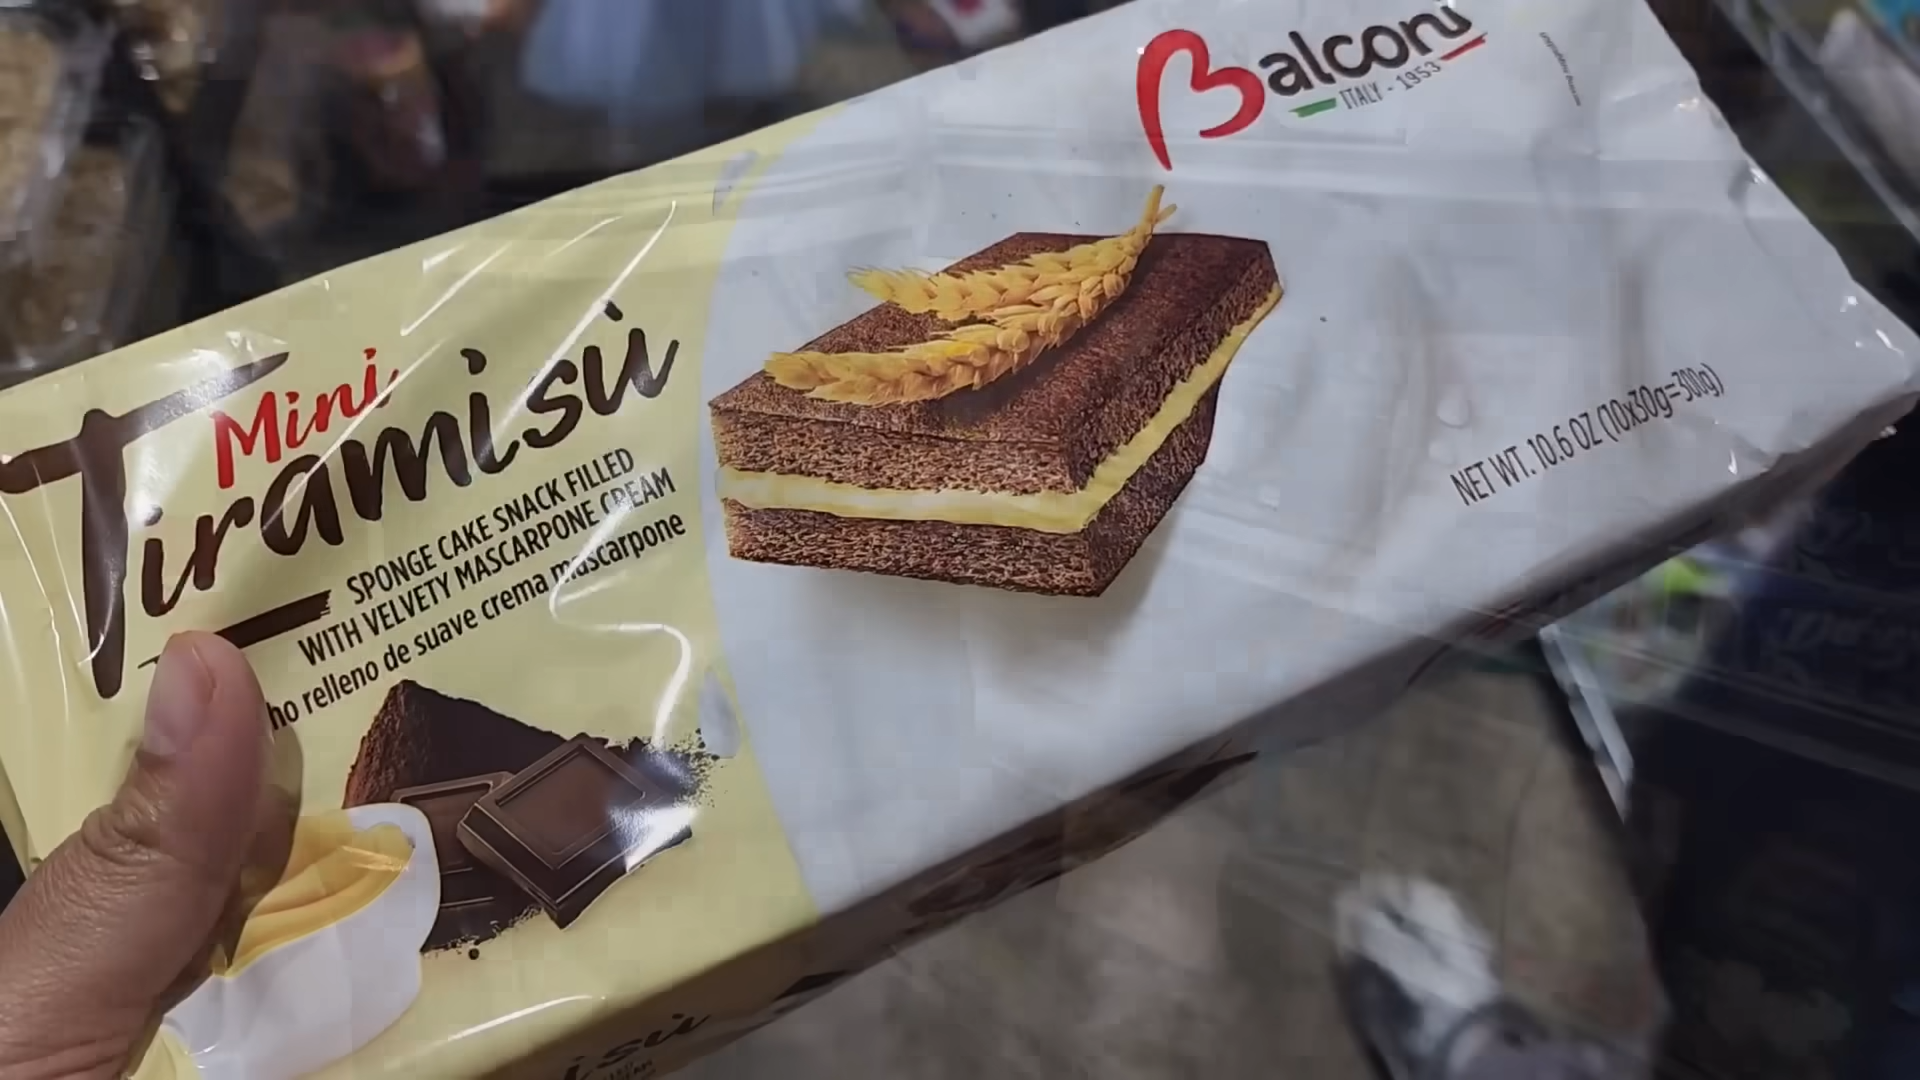 Balconi
ITALY - 1953
Mini
Tiramisù
SPONGE CAKE SNACK FILLED
WITH VELVETY MASCARPONE CREAM
relleno de suave crema mascarpone
NET WT. 10.6 OZ (10x30g=300g)